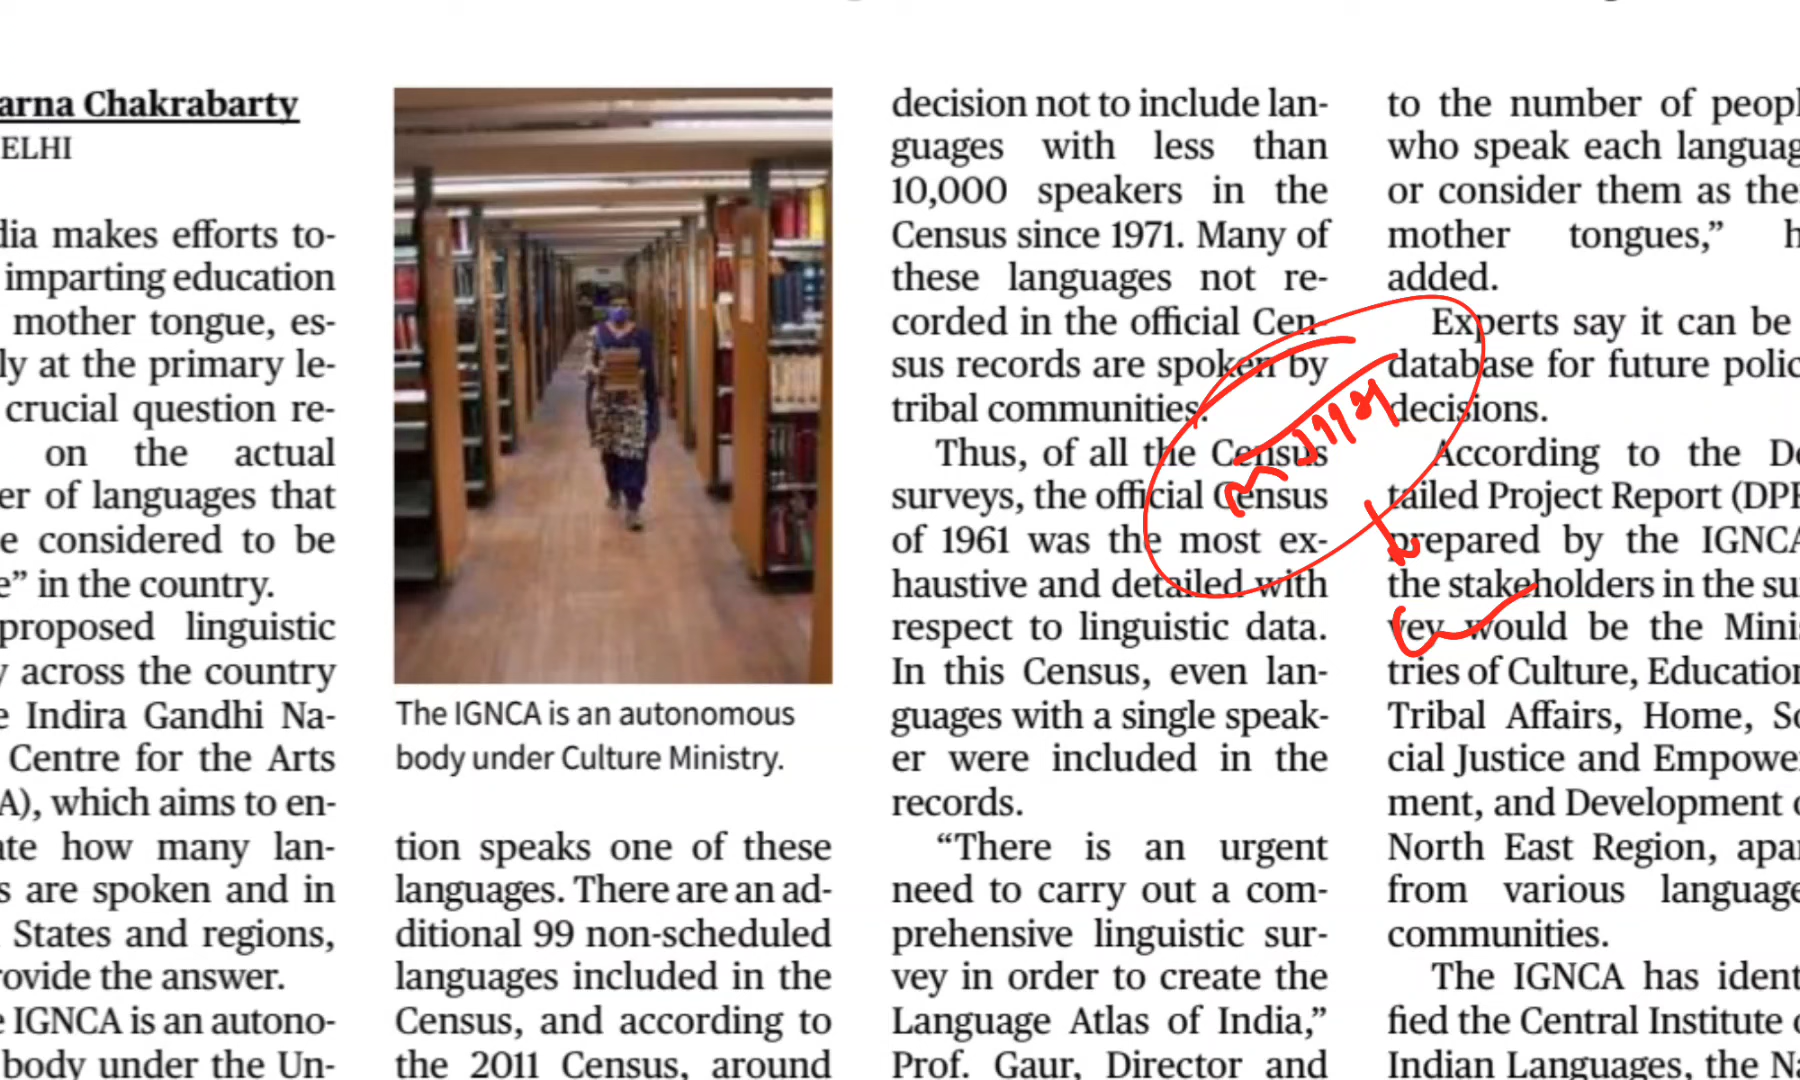 arna Chakrabarty
ELHI
dia makes efforts to-
imparting education
mother tongue, es-
ly at the primary le-
crucial question re-
on the actual
er of languages that
e considered to be
e” in the country.
proposed linguistic
y across the country
e Indira Gandhi Na-
Centre for the Arts
A), which aims to en-
ate how many lan-
s are spoken and in
States and regions,
rovide the answer.
e IGNCA is an autono-
body under the Un-
The IGNCA is an autonomous
body under Culture Ministry.
tion speaks one of these
languages. There are an ad-
ditional 99 non-scheduled
languages included in the
Census, and according to
the 2011 Census, around
decision not to include lan-
guages with less than
10,000 speakers in the
Census since 1971. Many of
these languages not re-
corded in the official Cen-
sus records are spoken by
tribal communities.
Thus, of all the Census
surveys, the official Census
of 1961 was the most ex-
haustive and detailed with
respect to linguistic data.
In this Census, even lan-
guages with a single speak-
er were included in the
records.
“There is an urgent
need to carry out a com-
prehensive linguistic sur-
vey in order to create the
Language Atlas of India,”
Prof. Gaur, Director and
to the number of peopl
who speak each languag
or consider them as thei
mother tongues,” h
added.
Experts say it can be
database for future polic
decisions.
According to the De
tailed Project Report (DPR
prepared by the IGNCA
the stakeholders in the sur
vey would be the Minis
tries of Culture, Education
Tribal Affairs, Home, So
cial Justice and Empower
ment, and Development o
North East Region, apar
from various language
communities.
The IGNCA has identi
fied the Central Institute o
Indian Languages, the Na